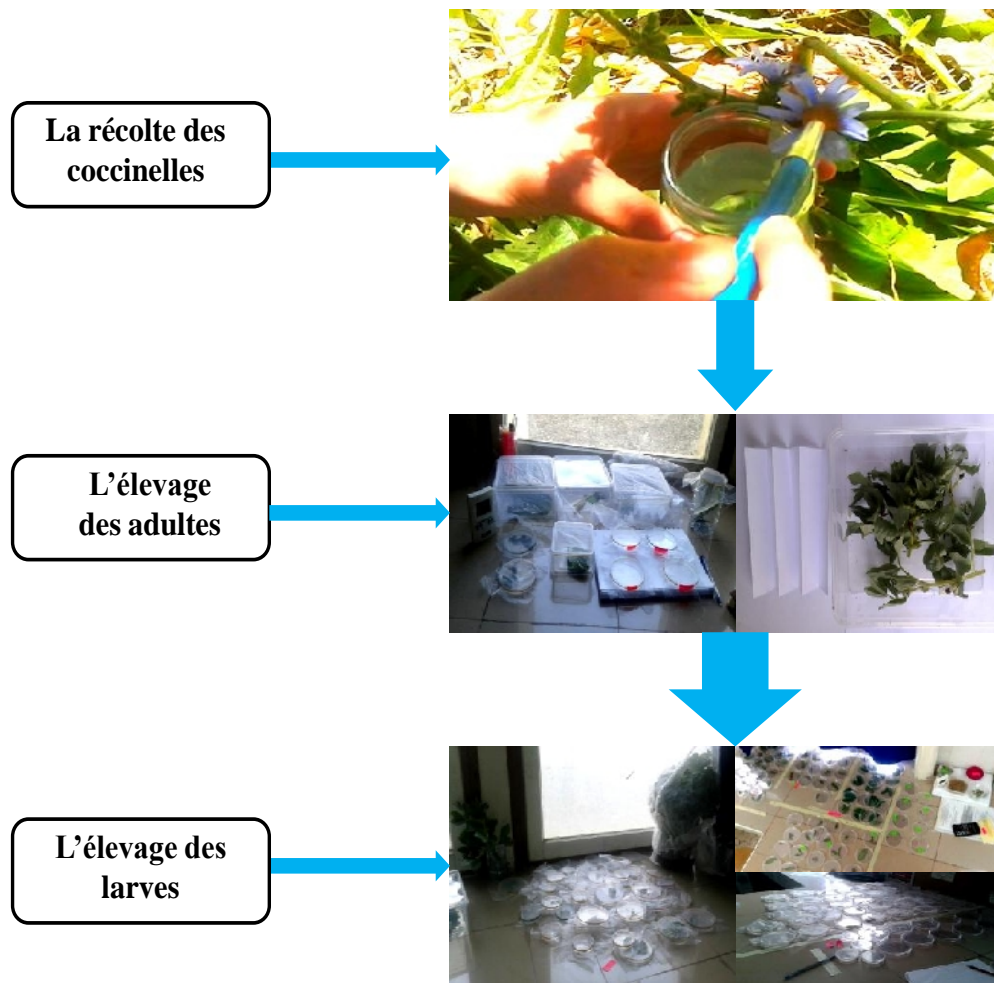 La récolte des
coccinelles
L'élevage
des adultes
L'élevage des
larves